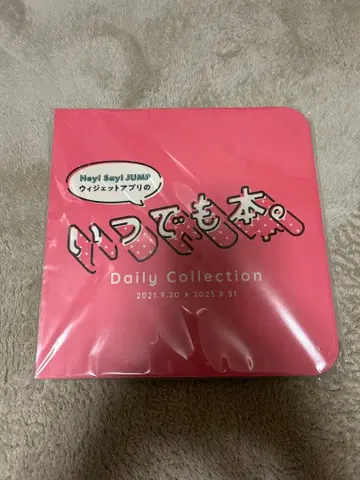 Hey! Say! JUMP
ウィジェットアプリの
いつでも本。
Daily Collection
2021.9.20 > 2023.8.31